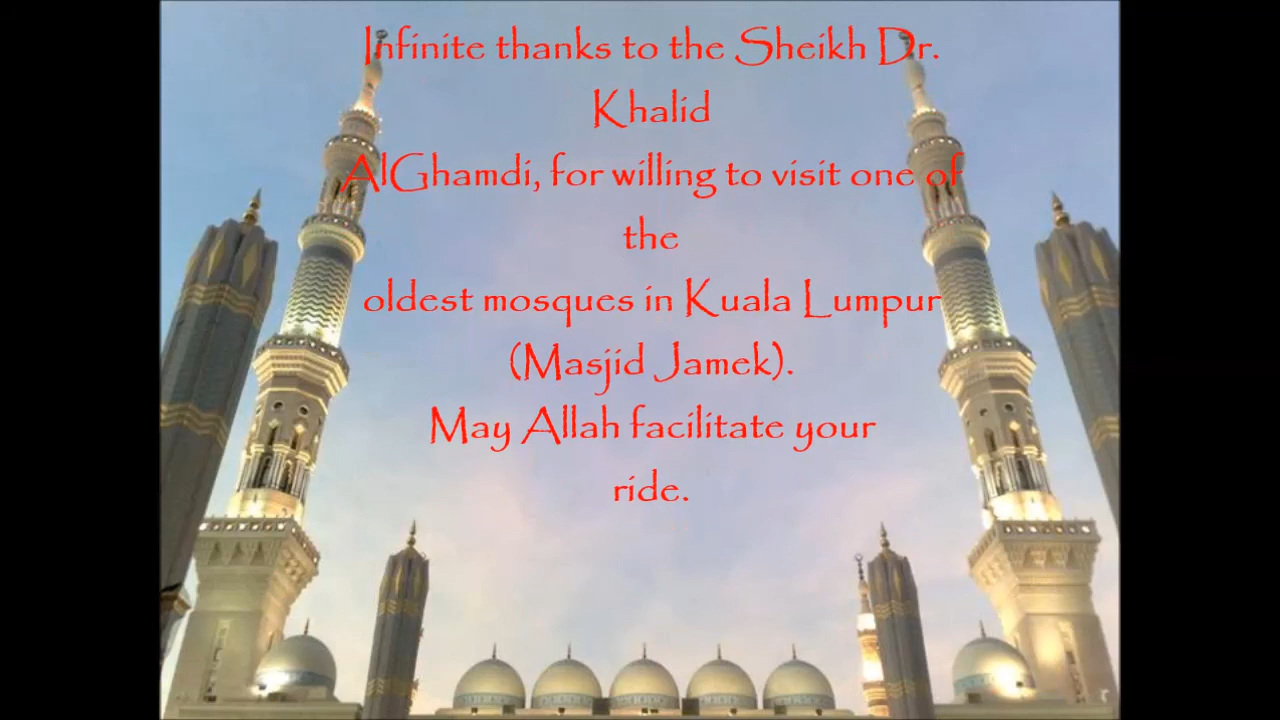 Infinite thanks to the Sheikh Dr.
Khalid
AlGhamdi, for willing to visit one of
the
oldest mosques in Kuala Lumpur
(Masjid Jamek).
May Allah facilitate your
ride.